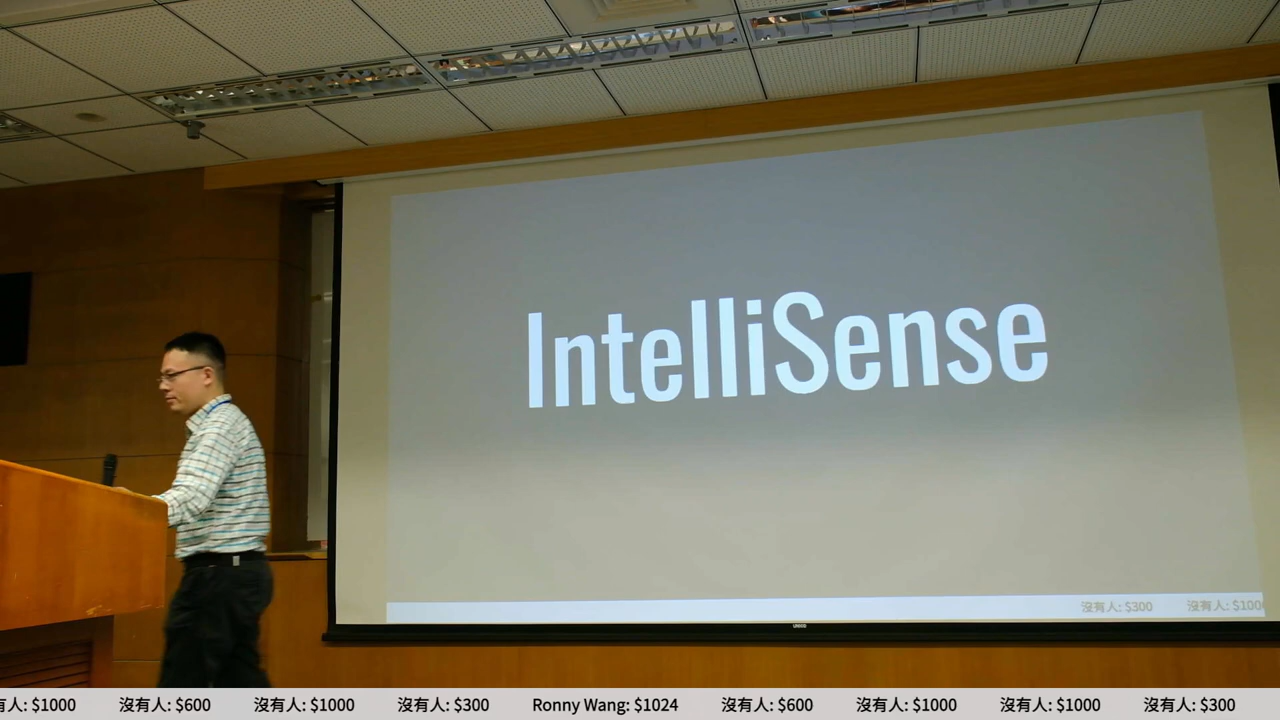 IntelliSense
沒有人: $300 沒有人: $100
有人: $1000 沒有人: $600 沒有人: $1000 沒有人: $300 Ronny Wang: $1024 沒有人: $600 沒有人: $1000 沒有人: $1000 沒有人: $300